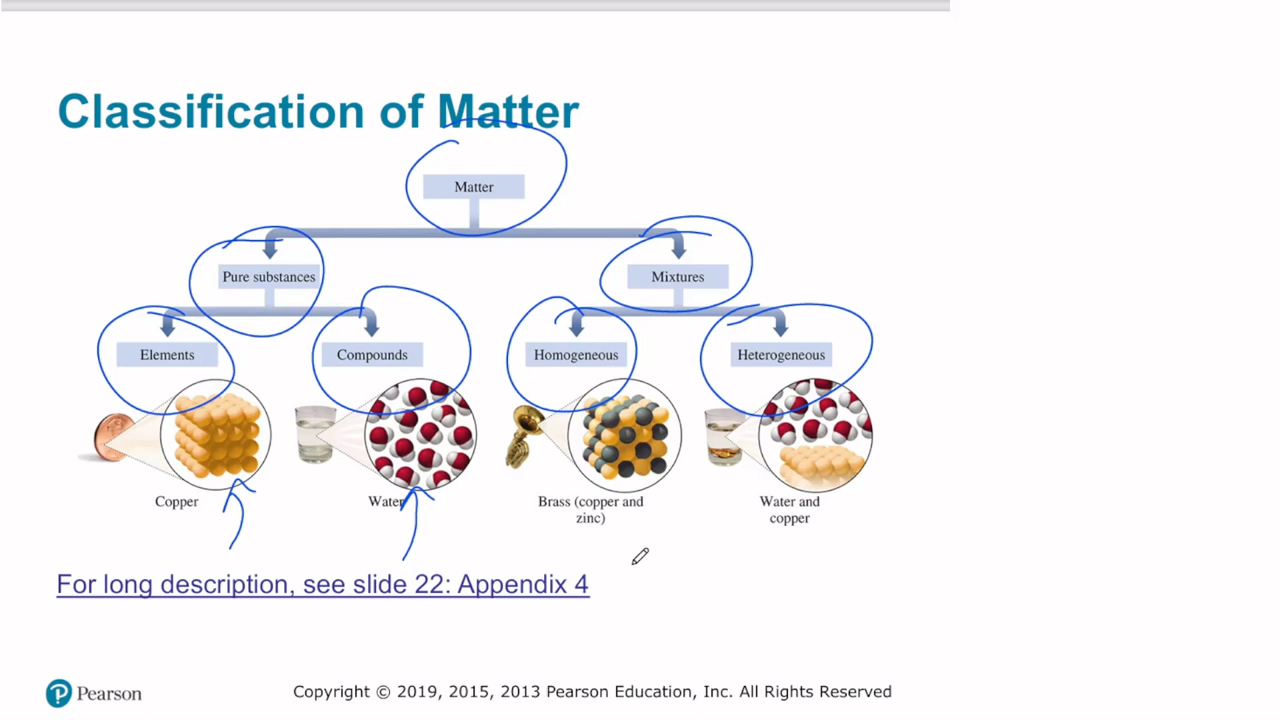 Classification of Matter
Matter
Pure substances
Mixtures
Elements
Compounds
Homogeneous
Heterogeneous
Copper
Water
Brass (copper and
zinc)
Water and
copper
For long description, see slide 22: Appendix 4
Pearson
Copyright © 2019, 2015, 2013 Pearson Education, Inc. All Rights Reserved